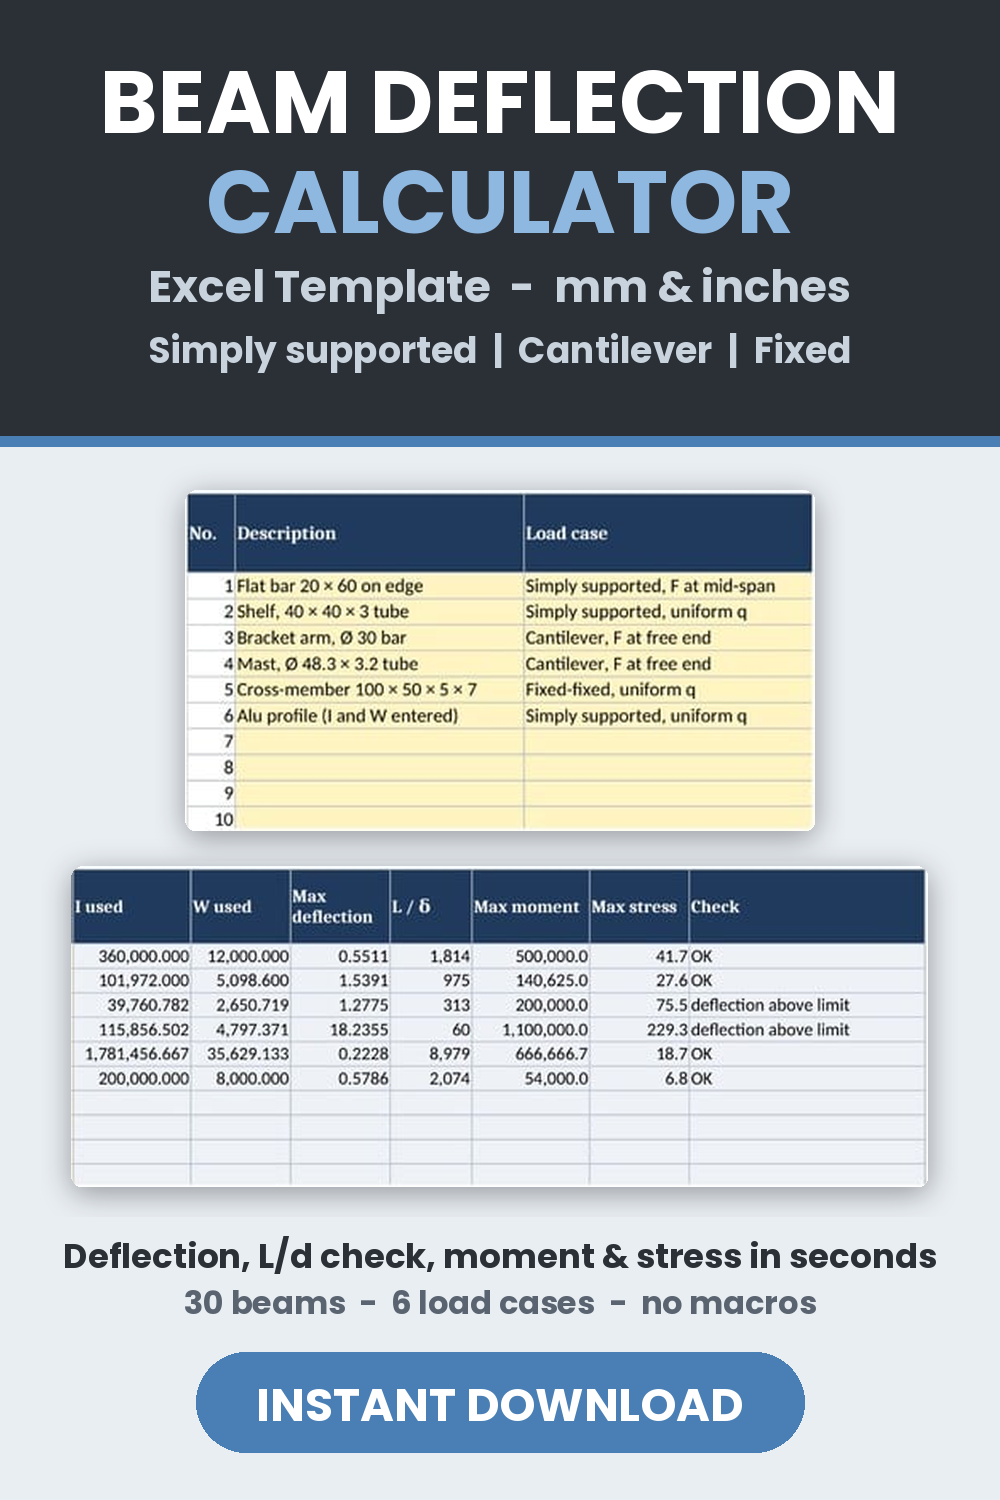 BEAM DEFLECTION
CALCULATOR
Excel Template - mm & inches
Simply supported | Cantilever | Fixed
No. Description Load case
1 Flat bar 20 × 60 on edge Simply supported, F at mid-span
2 Shelf, 40 × 40 × 3 tube Simply supported, uniform q
3 Bracket arm, Ø 30 bar Cantilever, F at free end
4 Mast, Ø 48.3 × 3.2 tube Cantilever, F at free end
5 Cross-member 100 × 50 × 5 × 7 Fixed-fixed, uniform q
6 Alu profile (I and W entered) Simply supported, uniform q
7
8
9
10
I used W used Max deflection L / δ Max moment Max stress Check
360,000.000 12,000.000 0.5511 1,814 500,000.0 41.7 OK
101,972.000 5,098.600 1.5391 975 140,625.0 27.6 OK
39,760.782 2,650.719 1.2775 313 200,000.0 75.5 deflection above limit
115,856.502 4,797.371 18.2355 60 1,100,000.0 229.3 deflection above limit
1,781,456.667 35,629.133 0.2228 8,979 666,666.7 18.7 OK
200,000.000 8,000.000 0.5786 2,074 54,000.0 6.8 OK
Deflection, L/d check, moment & stress in seconds
30 beams - 6 load cases - no macros
INSTANT DOWNLOAD